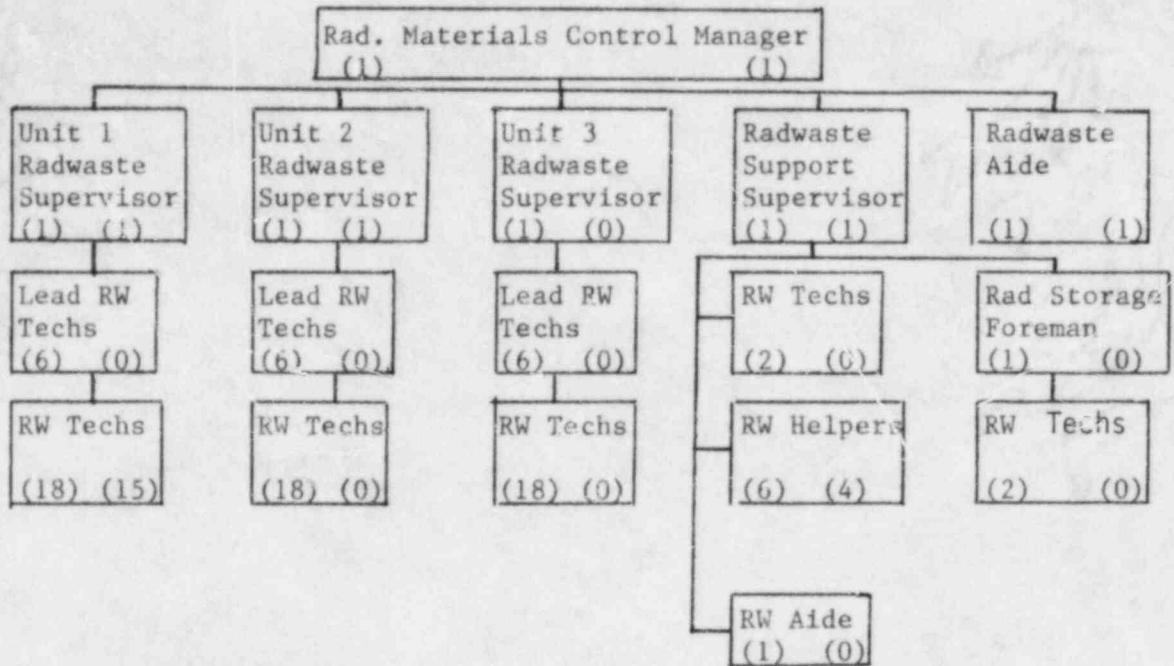 Rad. Materials Control Manager
(1) (1)
Unit 1
Radwaste
Supervisor
(1) (1)
Unit 2
Radwaste
Supervisor
(1) (1)
Unit 3
Radwaste
Supervisor
(1) (0)
Radwaste
Support
Supervisor
(1) (1)
Radwaste
Aide
(1) (1)
Lead RW
Techs
(6) (0)
Lead RW
Techs
(6) (0)
Lead RW
Techs
(6) (0)
RW Techs
(2) (0)
Rad Storage
Foreman
(1) (0)
RW Techs
(18) (15)
RW Techs
(18) (0)
RW Techs
(18) (0)
RW Helpers
(6) (4)
RW Techs
(2) (0)
RW Aide
(1) (0)